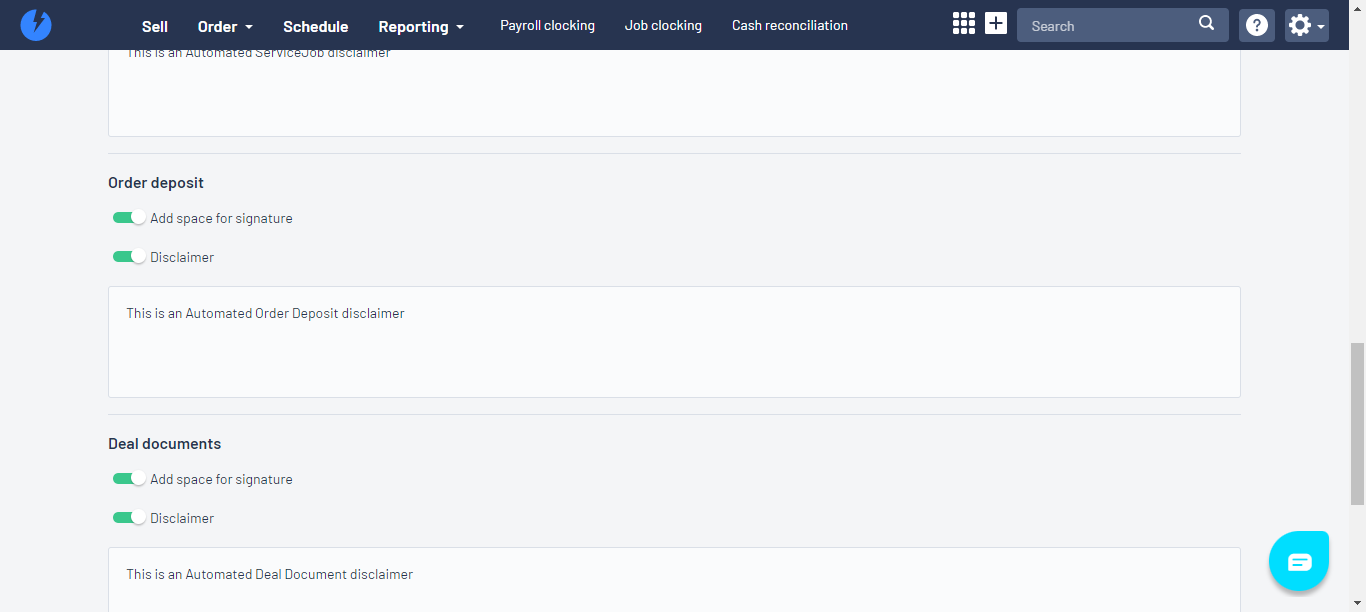 Sell Order Schedule Reporting Payroll clocking Job clocking Cash reconciliation Search
This is an Automated ServiceJob disclaimer
Order deposit
Add space for signature
Disclaimer
This is an Automated Order Deposit disclaimer
Deal documents
Add space for signature
Disclaimer
This is an Automated Deal Document disclaimer